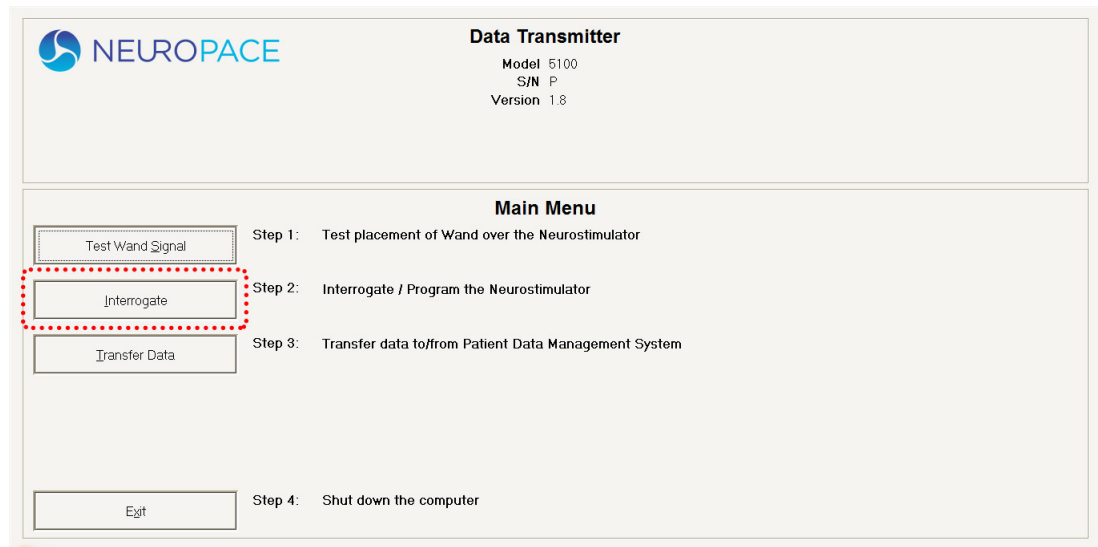 NEUROPACE
Data Transmitter
Model 5100
S/N P
Version 1.8
Main Menu
Test Wand Signal Step 1: Test placement of Wand over the Neurostimulator
Interrogate Step 2: Interrogate / Program the Neurostimulator
Transfer Data Step 3: Transfer data to/from Patient Data Management System
Exit Step 4: Shut down the computer